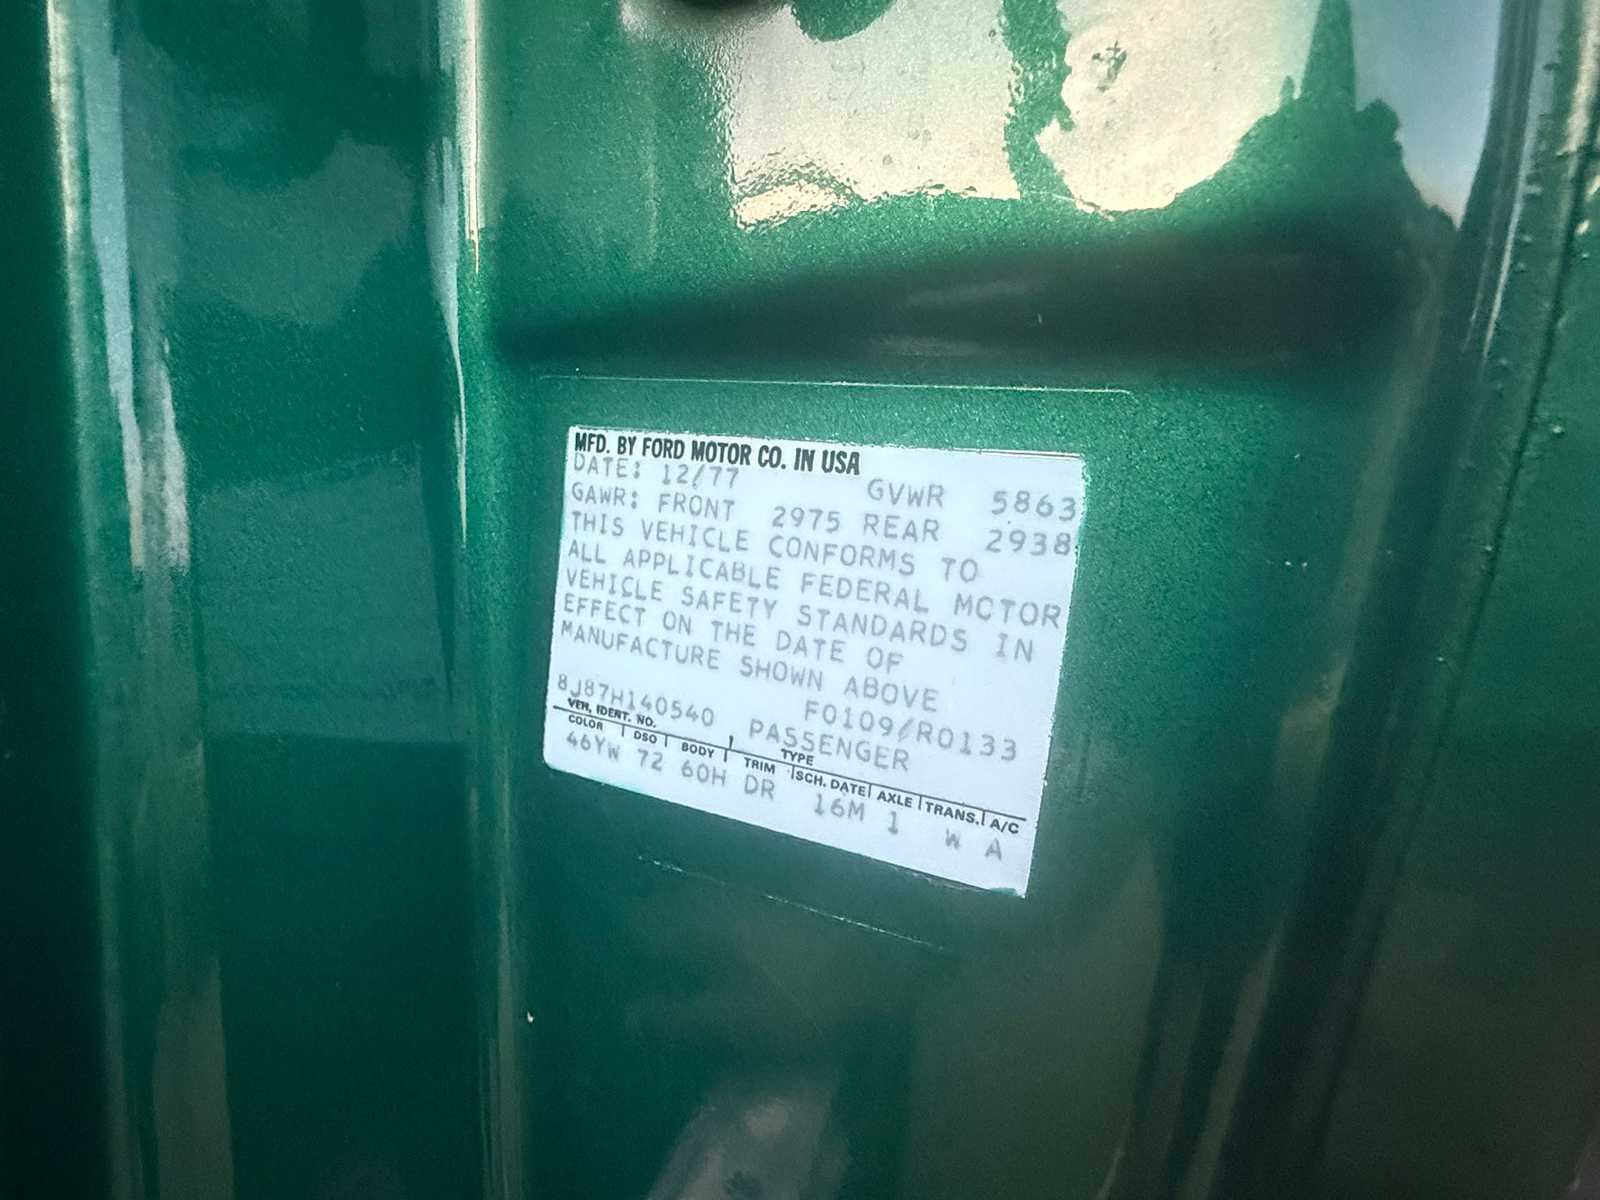 MFD. BY FORD MOTOR CO. IN USA
DATE: 12/77 GVWR 5863
GAWR: FRONT 2975 REAR 2938
THIS VEHICLE CONFORMS TO
ALL APPLICABLE FEDERAL MOTOR
VEHICLE SAFETY STANDARDS IN
EFFECT ON THE DATE OF
MANUFACTURE SHOWN ABOVE
F0109/R0133
8J87H140540 PASSENGER
VEH. IDENT. NO. TYPE
COLOR DSO BODY TRIM SCH. DATE AXLE TRANS. A/C
46YW 72 60H DR 16M 1 W A